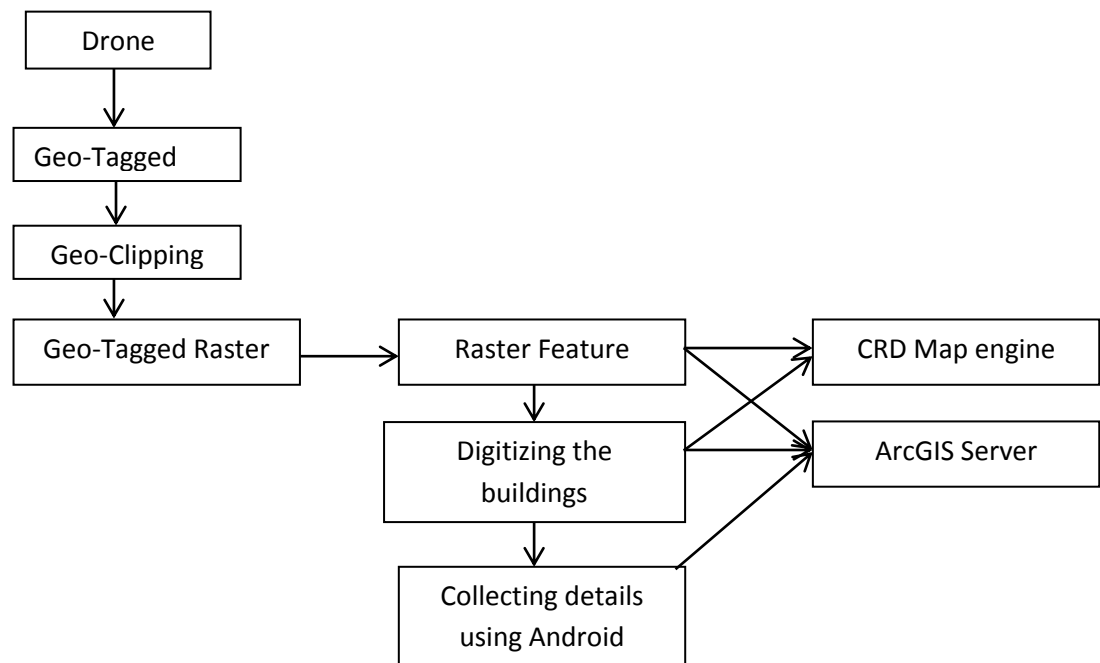 Drone
Geo-Tagged
Geo-Clipping
Geo-Tagged Raster
Raster Feature
CRD Map engine
Digitizing the
buildings
ArcGIS Server
Collecting details
using Android